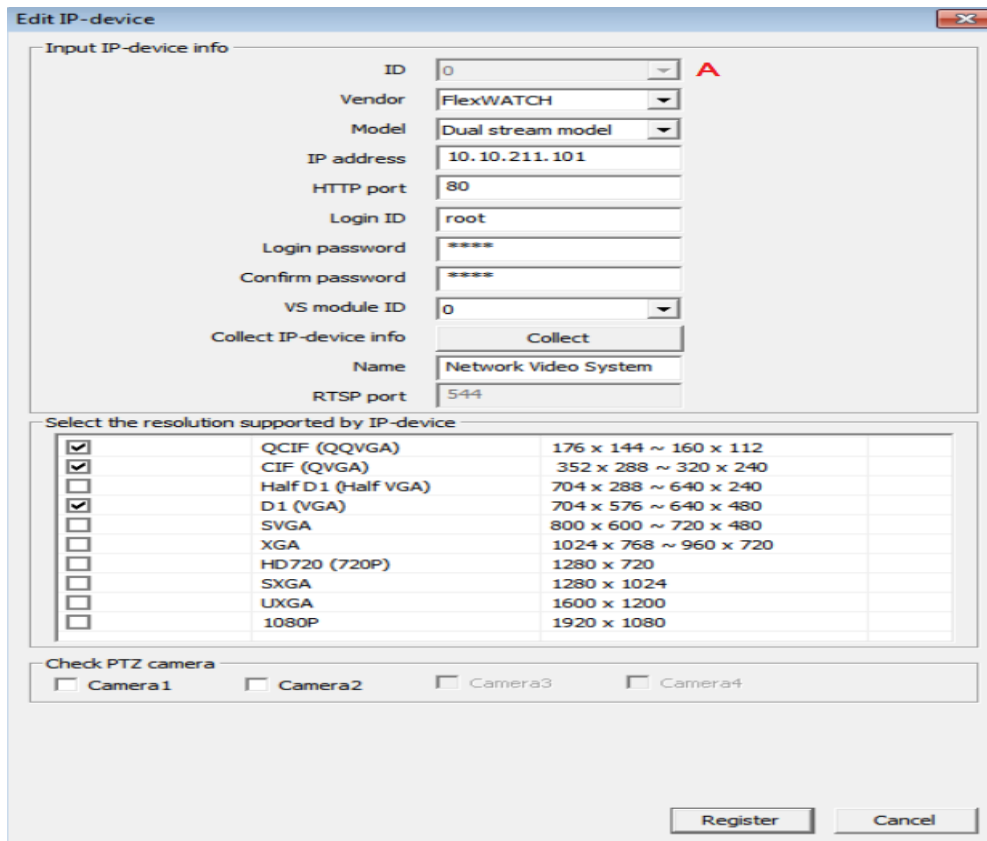 Edit IP-device
Input IP-device info
ID 0 A
Vendor FlexWATCH
Model Dual stream model
IP address 10.10.211.101
HTTP port 80
Login ID root
Login password ****
Confirm password ****
VS module ID 0
Collect IP-device info Collect
Name Network Video System
RTSP port 544
Select the resolution supported by IP-device
QCIF (QQVGA) 176 x 144 ~ 160 x 112
CIF (QVGA) 352 x 288 ~ 320 x 240
Half D1 (Half VGA) 704 x 288 ~ 640 x 240
D1 (VGA) 704 x 576 ~ 640 x 480
SVGA 800 x 600 ~ 720 x 480
XGA 1024 x 768 ~ 960 x 720
HD720 (720P) 1280 x 720
SXGA 1280 x 1024
UXGA 1600 x 1200
1080P 1920 x 1080
Check PTZ camera
Camera1 Camera2 Camera3 Camera4
Register Cancel